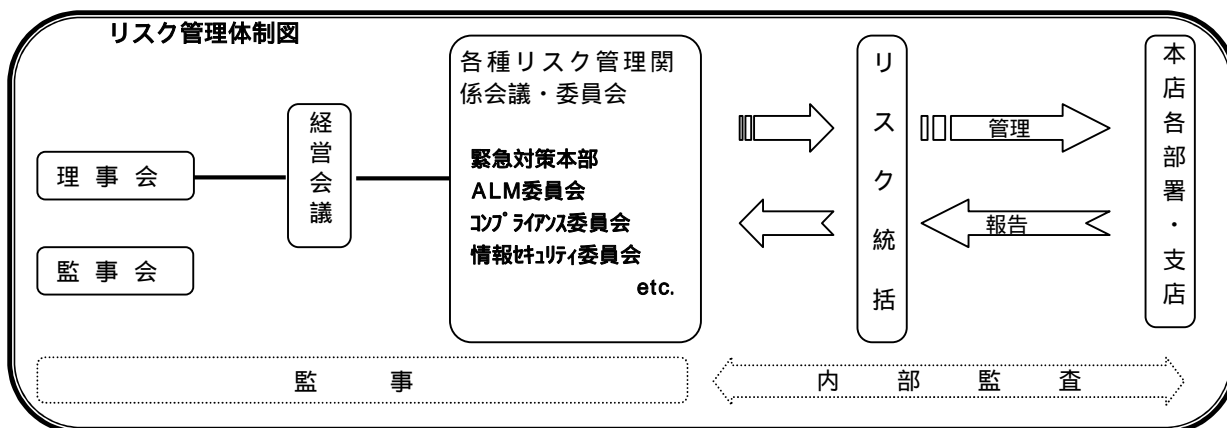 リスク管理体制図
理事会
監事会
経営会議
各種リスク管理関
係会議・委員会
緊急対策本部
ALM委員会
ｺﾝﾌﾟﾗｲｱﾝｽ委員会
情報ｾｷｭﾘﾃｨ委員会
etc.
リスク統括
管理
報告
本店各部署・支店
監事
内部監査